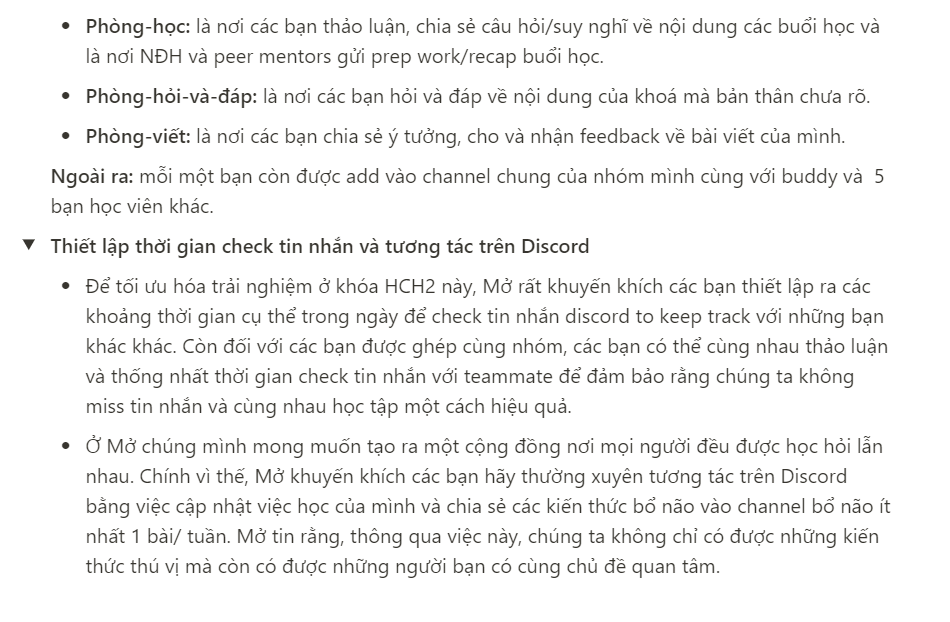 • Phòng-học: là nơi các bạn thảo luận, chia sẻ câu hỏi/suy nghĩ về nội dung các buổi học và
là nơi NĐH và peer mentors gửi prep work/recap buổi học.
• Phòng-hỏi-và-đáp: là nơi các bạn hỏi và đáp về nội dung của khoá mà bản thân chưa rõ.
• Phòng-viết: là nơi các bạn chia sẻ ý tưởng, cho và nhận feedback về bài viết của mình.
Ngoài ra: mỗi một bạn còn được add vào channel chung của nhóm mình cùng với buddy và  5
bạn học viên khác.
▼ Thiết lập thời gian check tin nhắn và tương tác trên Discord
• Để tối ưu hóa trải nghiệm ở khóa HCH2 này, Mở rất khuyến khích các bạn thiết lập ra các
khoảng thời gian cụ thể trong ngày để check tin nhắn discord to keep track với những bạn
khác khác. Còn đối với các bạn được ghép cùng nhóm, các bạn có thể cùng nhau thảo luận
và thống nhất thời gian check tin nhắn với teammate để đảm bảo rằng chúng ta không
miss tin nhắn và cùng nhau học tập một cách hiệu quả.
• Ở Mở chúng mình mong muốn tạo ra một cộng đồng nơi mọi người đều được học hỏi lẫn
nhau. Chính vì thế, Mở khuyến khích các bạn hãy thường xuyên tương tác trên Discord
bằng việc cập nhật việc học của mình và chia sẻ các kiến thức bổ não vào channel bổ não ít
nhất 1 bài/ tuần. Mở tin rằng, thông qua việc này, chúng ta không chỉ có được những kiến
thức thú vị mà còn có được những người bạn có cùng chủ đề quan tâm.